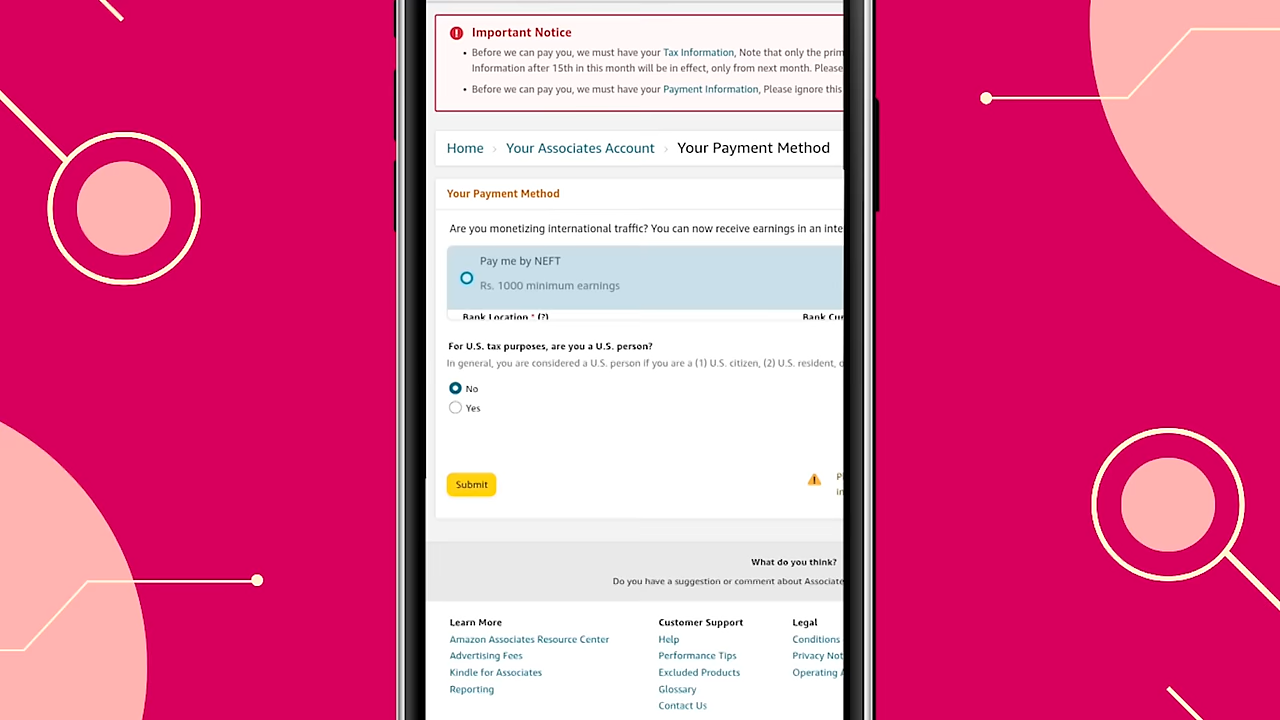 Important Notice
• Before we can pay you, we must have your Tax Information, Note that only the prim
Information after 15th in this month will be in effect, only from next month. Please
• Before we can pay you, we must have your Payment Information, Please ignore this
Home › Your Associates Account › Your Payment Method
Your Payment Method
Are you monetizing international traffic? You can now receive earnings in an inte
Pay me by NEFT
Rs. 1000 minimum earnings
Bank Location * (?) Bank Cur
For U.S. tax purposes, are you a U.S. person?
In general, you are considered a U.S. person if you are a (1) U.S. citizen, (2) U.S. resident,
No
Yes
Submit
What do you think?
Do you have a suggestion or comment about Associate
Learn More
Amazon Associates Resource Center
Advertising Fees
Kindle for Associates
Reporting
Customer Support
Help
Performance Tips
Excluded Products
Glossary
Contact Us
Legal
Conditions
Privacy Not
Operating A